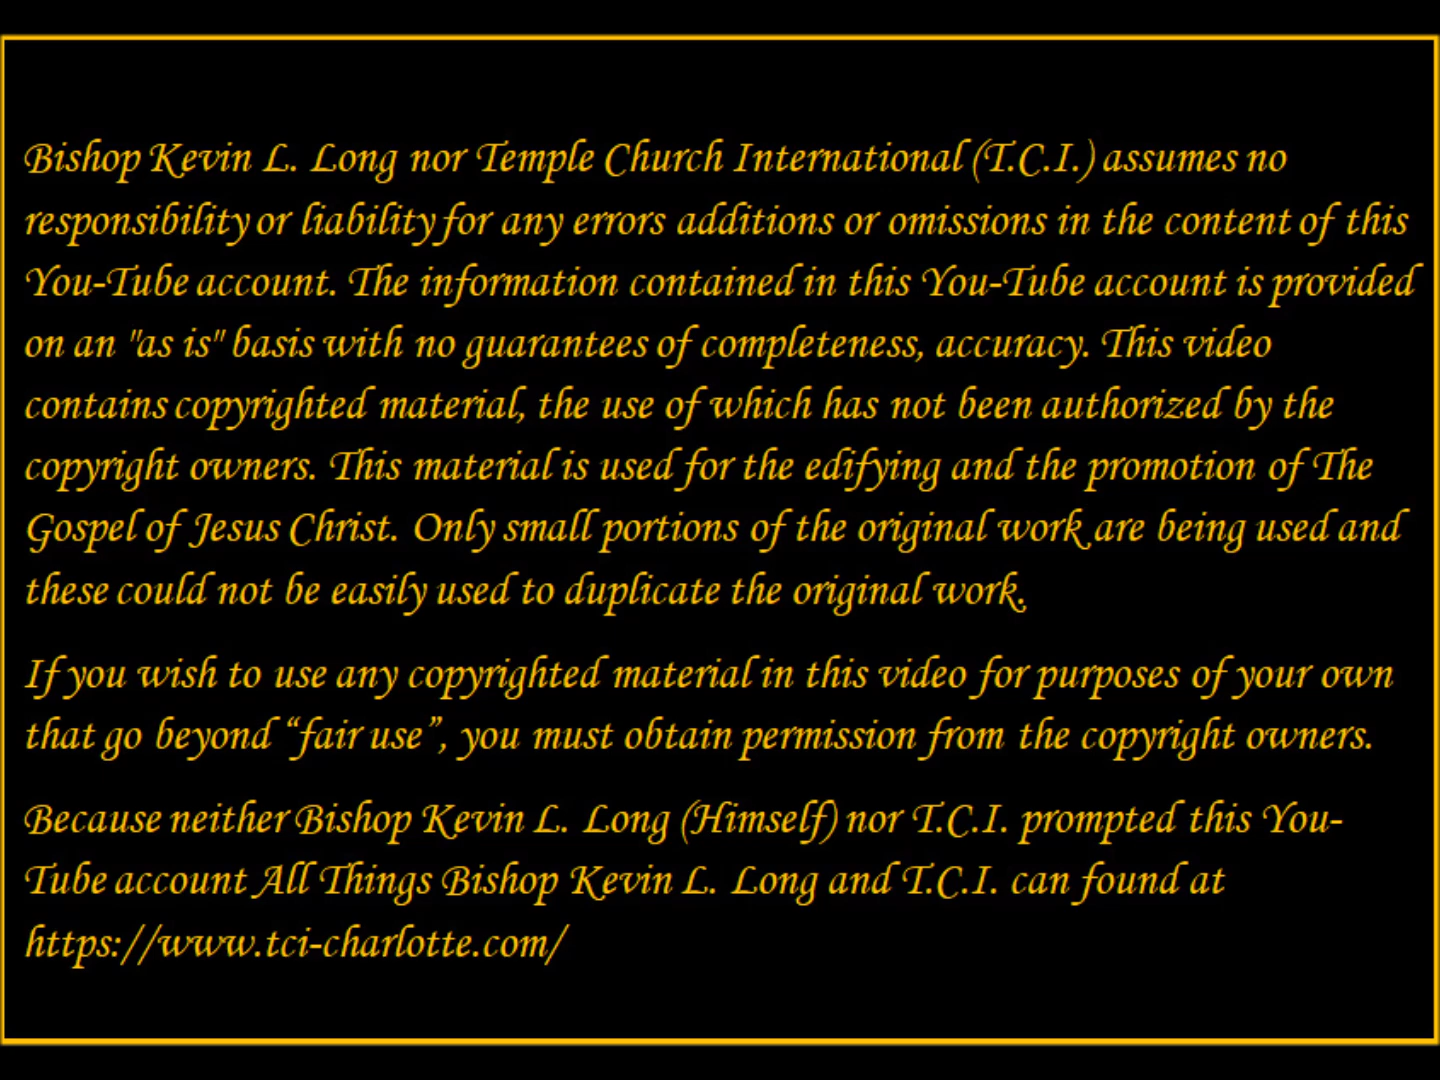 Bishop Kevin L. Long nor Temple Church International (T.C.I.) assumes no
responsibility or liability for any errors additions or omissions in the content of this
You-Tube account. The information contained in this You-Tube account is provided
on an "as is" basis with no guarantees of completeness, accuracy. This video
contains copyrighted material, the use of which has not been authorized by the
copyright owners. This material is used for the edifying and the promotion of The
Gospel of Jesus Christ. Only small portions of the original work are being used and
these could not be easily used to duplicate the original work.
If you wish to use any copyrighted material in this video for purposes of your own
that go beyond “fair use”, you must obtain permission from the copyright owners.
Because neither Bishop Kevin L. Long (Himself) nor T.C.I. prompted this You-
Tube account All Things Bishop Kevin L. Long and T.C.I. can found at
https://www.tci-charlotte.com/